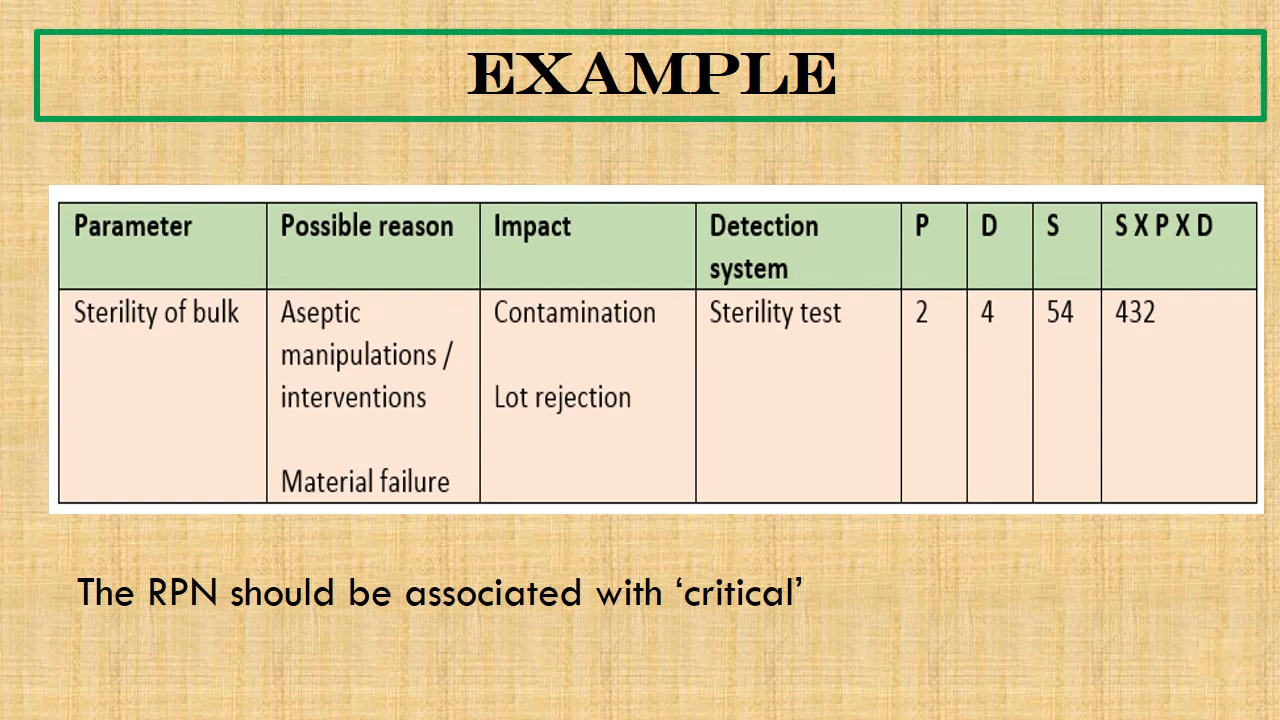 EXAMPLE
Parameter Possible reason Impact Detection system P D S S X P X D
Sterility of bulk Aspetic manipulations / interventions Contamination Sterility test 2 4 54 432
Lot rejection
Material failure
The RPN should be associated with ‘critical’